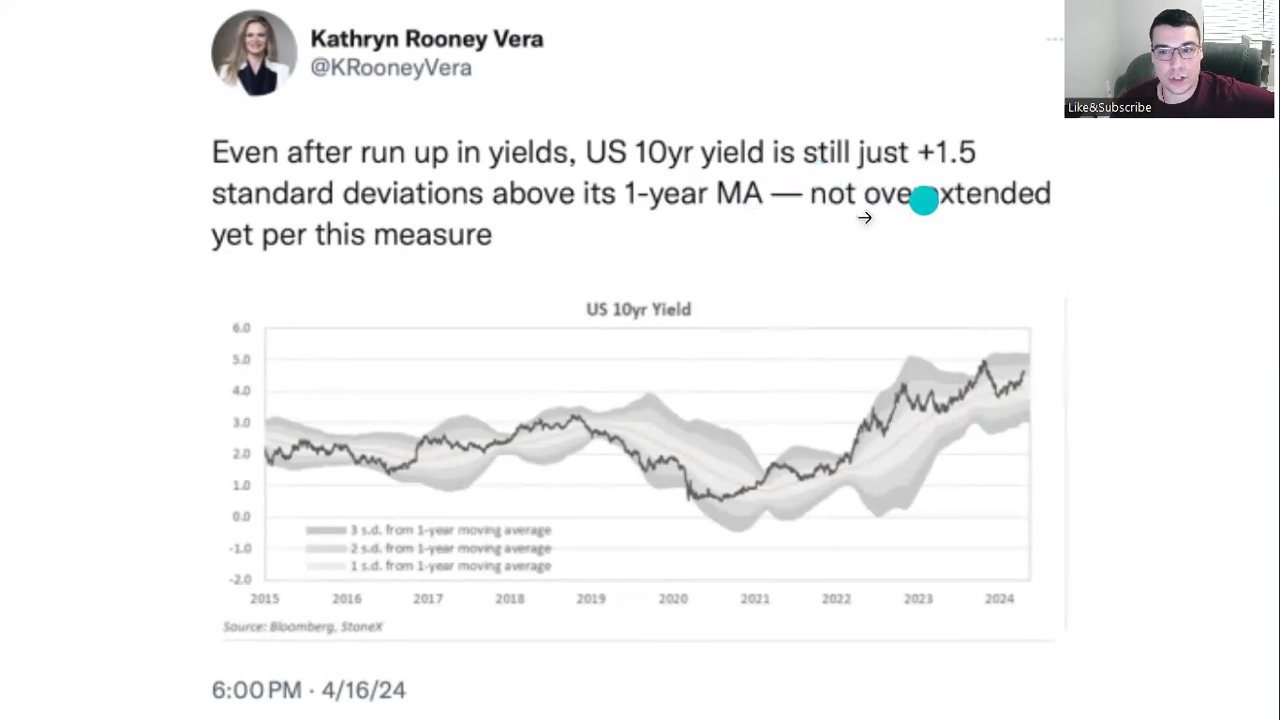 Kathryn Rooney Vera
@KRooneyVera
Like&Subscribe
Even after run up in yields, US 10yr yield is still just +1.5
standard deviations above its 1-year MA — not overextended
yet per this measure
US 10yr Yield
6.0
5.0
4.0
3.0
2.0
1.0
0.0
-1.0
-2.0
3 s.d. from 1-year moving average
2 s.d. from 1-year moving average
1 s.d. from 1-year moving average
2015 2016 2017 2018 2019 2020 2021 2022 2023 2024
Source: Bloomberg, StoneX
6:00 PM · 4/16/24